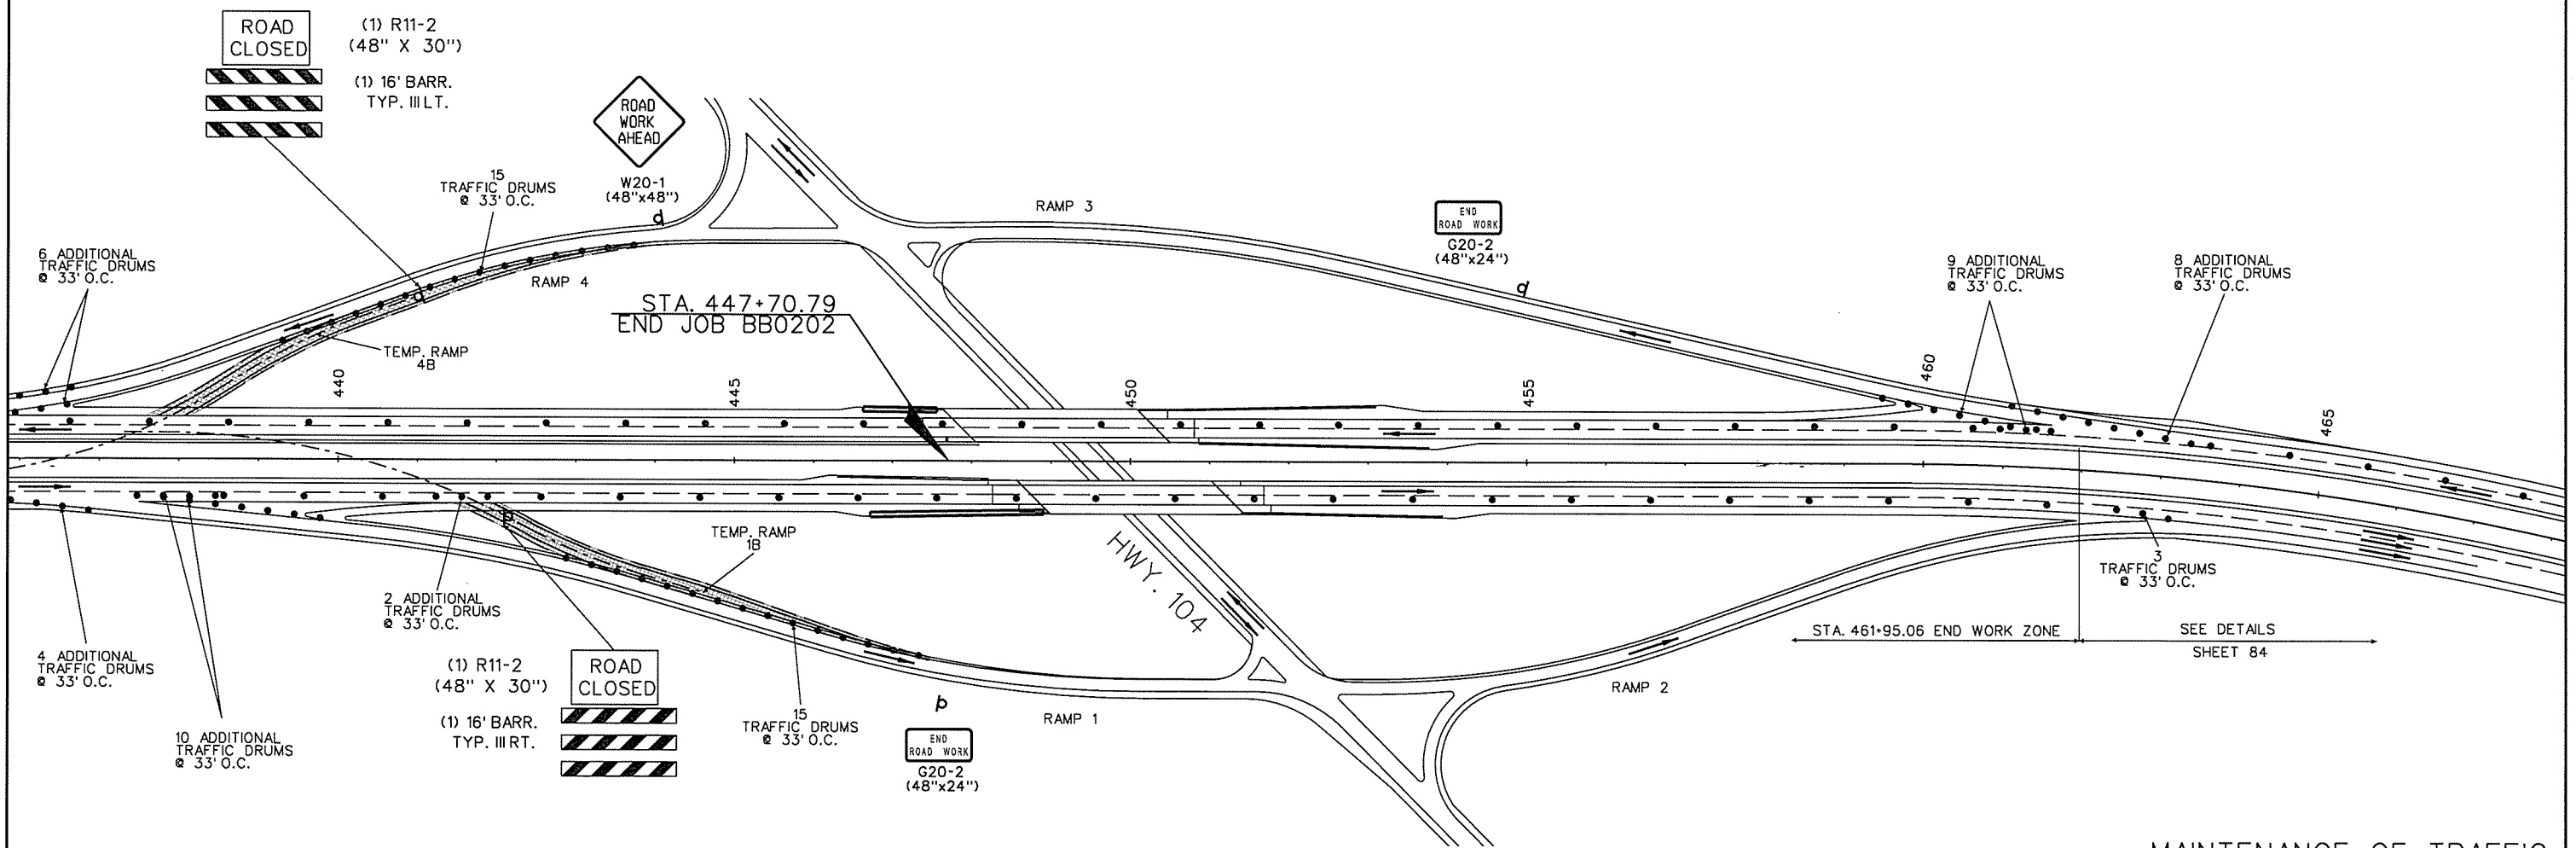 ROAD
CLOSED
(1) R11-2
(48" X 30")
(1) 16' BARR.
TYP. III LT.
ROAD
WORK
AHEAD
W20-1
(48"x48")
15
TRAFFIC DRUMS
@ 33' O.C.
RAMP 3
END
ROAD WORK
G20-2
(48"x24")
6 ADDITIONAL
TRAFFIC DRUMS
@ 33' O.C.
RAMP 4
9 ADDITIONAL
TRAFFIC DRUMS
@ 33' O.C.
8 ADDITIONAL
TRAFFIC DRUMS
@ 33' O.C.
STA. 447+70.79
END JOB BB0202
TEMP. RAMP
4B
440
445
450
455
460
465
TEMP. RAMP
1B
HWY. 104
2 ADDITIONAL
TRAFFIC DRUMS
@ 33' O.C.
3
TRAFFIC DRUMS
@ 33' O.C.
4 ADDITIONAL
TRAFFIC DRUMS
@ 33' O.C.
STA. 461+95.06 END WORK ZONE
SEE DETAILS
SHEET 84
(1) R11-2
(48" X 30")
ROAD
CLOSED
(1) 16' BARR.
TYP. III RT.
15
TRAFFIC DRUMS
@ 33' O.C.
RAMP 1
RAMP 2
10 ADDITIONAL
TRAFFIC DRUMS
@ 33' O.C.
END
ROAD WORK
G20-2
(48"x24")
MAINTENANCE OF TRAFFIC